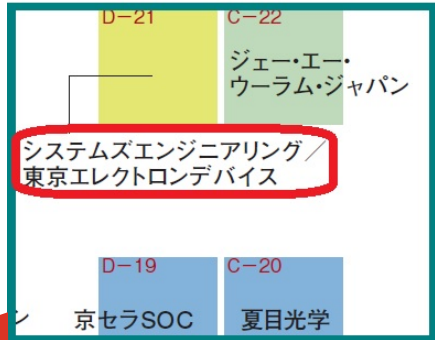 D-21
C-22
ジェー・エー・
ウーラム・ジャパン
システムズエンジニアリング／
東京エレクトロンデバイス
D-19
C-20
ン
京セラSOC
夏目光学